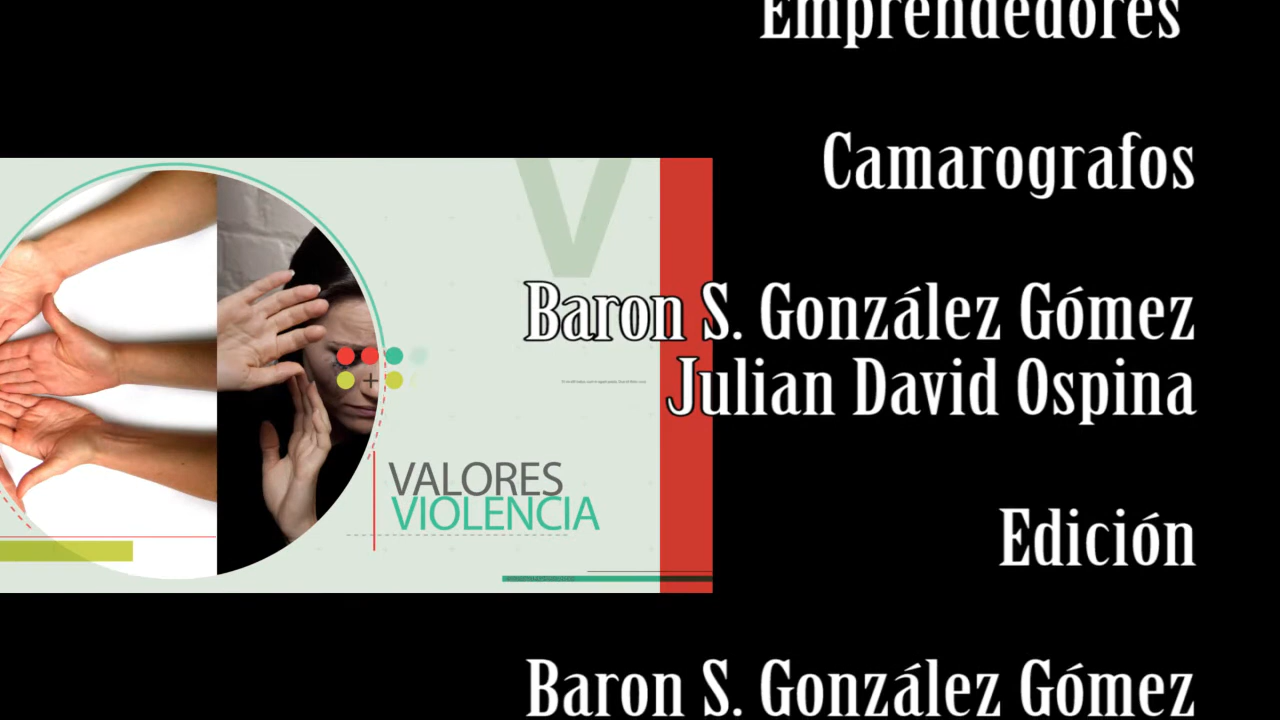 Emprendedores
Camarografos
V
Baron S. González Gómez
Julian David Ospina
VALORES
VIOLENCIA
Edición
Baron S. González Gómez